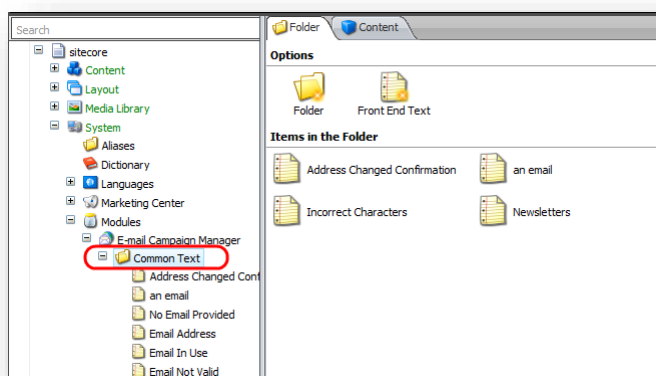 Search
sitecore
Content
Layout
Media Library
System
Aliases
Dictionary
Languages
Marketing Center
Modules
E-mail Campaign Manager
Common Text
Address Changed Conf
an email
No Email Provided
Email Address
Email In Use
Email Not Valid
Folder
Content
Options
Folder
Front End Text
Items in the Folder
Address Changed Confirmation
an email
Incorrect Characters
Newsletters